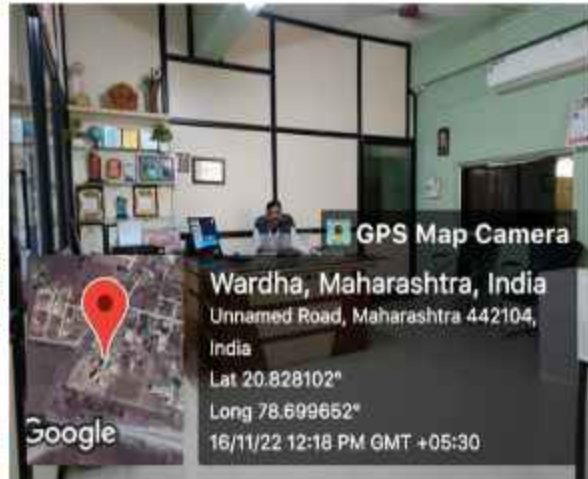 GPS Map Camera
Wardha, Maharashtra, India
Unnamed Road, Maharashtra 442104,
India
Lat 20.828102°
Long 78.699652°
16/11/22 12:18 PM GMT +05:30
Google